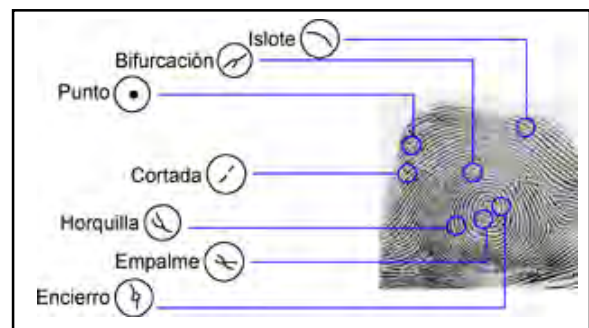 Islote
Bifurcación
Punto
Cortada
Horquilla
Empalme
Encierro